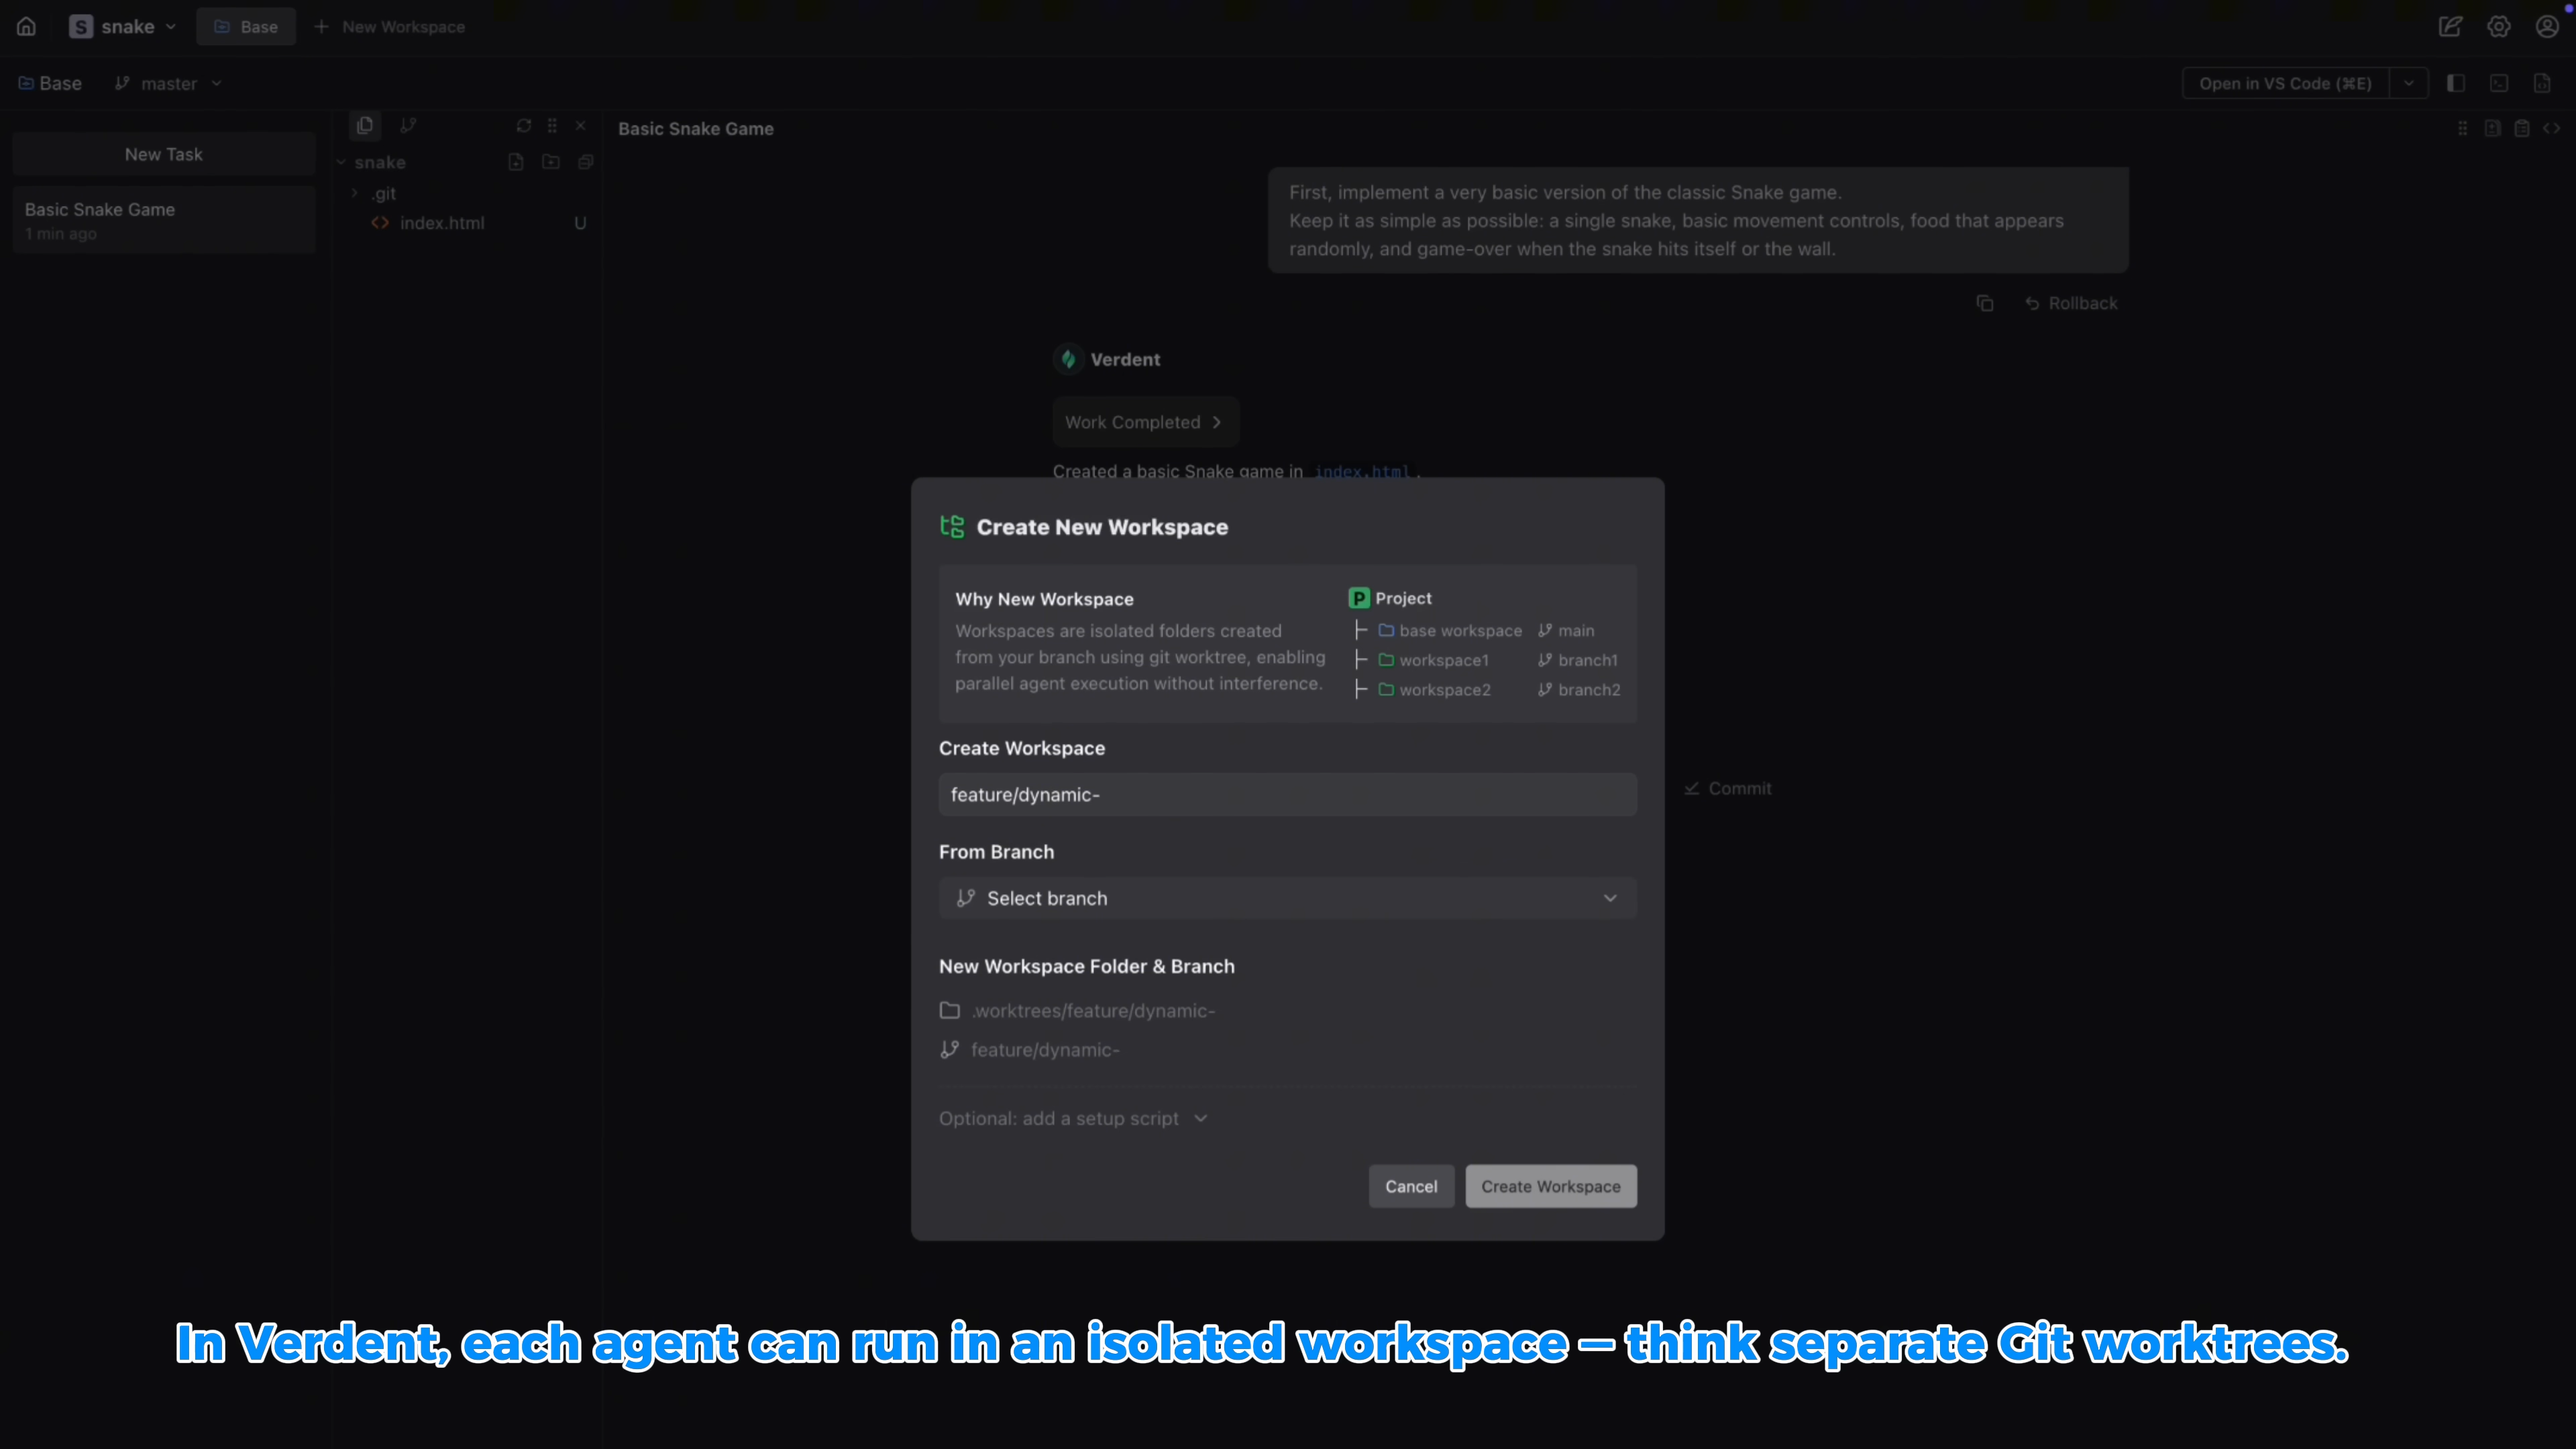 S snake
Base
New Workspace
Base
master
Open in VS Code (⌘E)
New Task
Basic Snake Game
1 min ago
snake
.git
index.html U
Basic Snake Game
First, implement a very basic version of the classic Snake game.
Keep it as simple as possible: a single snake, basic movement controls, food that appears
randomly, and game-over when the snake hits itself or the wall.
Rollback
Verdent
Work Completed
Created a basic Snake game in index.html.
Create New Workspace
Why New Workspace
Workspaces are isolated folders created
from your branch using git worktree, enabling
parallel agent execution without interference.
P Project
base workspace main
workspace1 branch1
workspace2 branch2
Create Workspace
feature/dynamic-
From Branch
Select branch
New Workspace Folder & Branch
.worktrees/feature/dynamic-
feature/dynamic-
Optional: add a setup script
Cancel
Create Workspace
Commit
In Verdent, each agent can run in an isolated workspace — think separate Git worktrees.